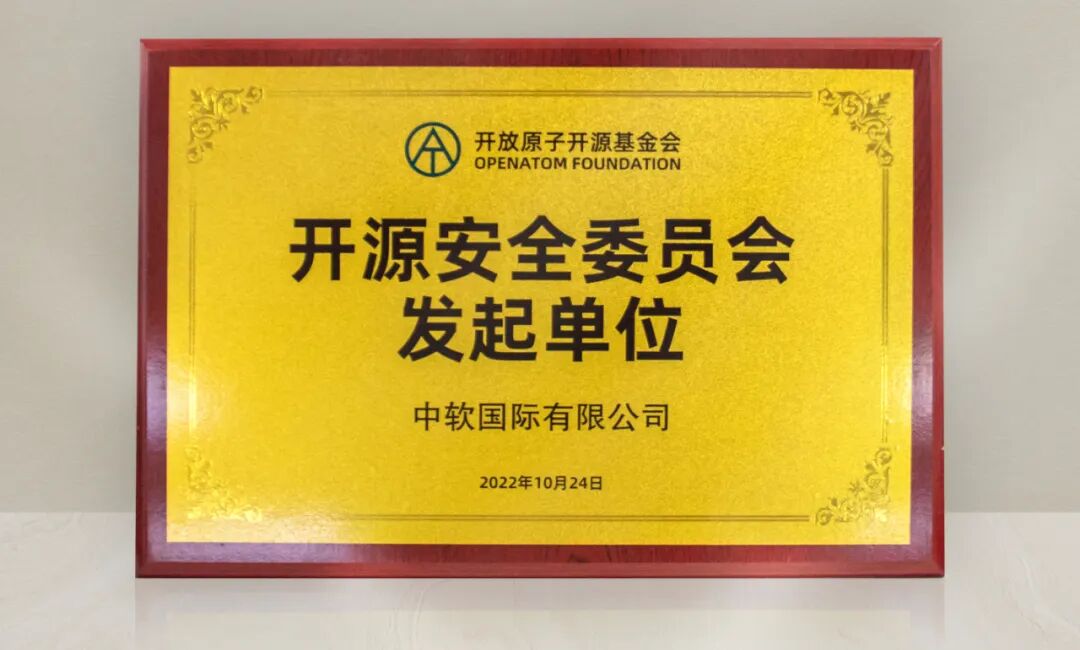 开放原子开源基金会
OPENATOM FOUNDATION
开源安全委员会
发起单位
中软国际有限公司
2022年10月24日